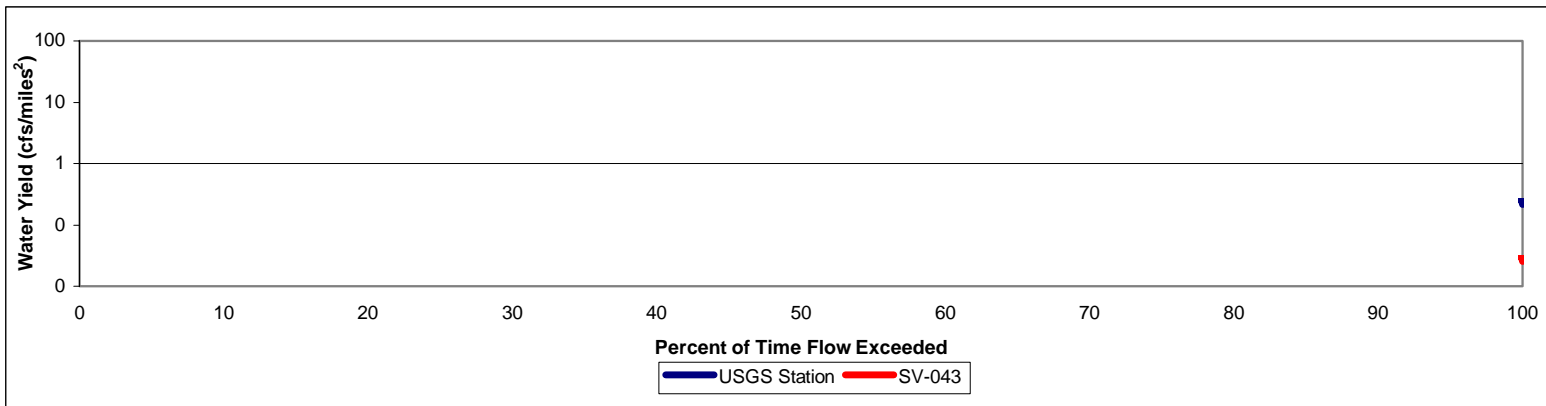 Water Yield (cfs/miles²)
100
10
1
0
0
0 10 20 30 40 50 60 70 80 90 100
Percent of Time Flow Exceeded
USGS Station SV-043